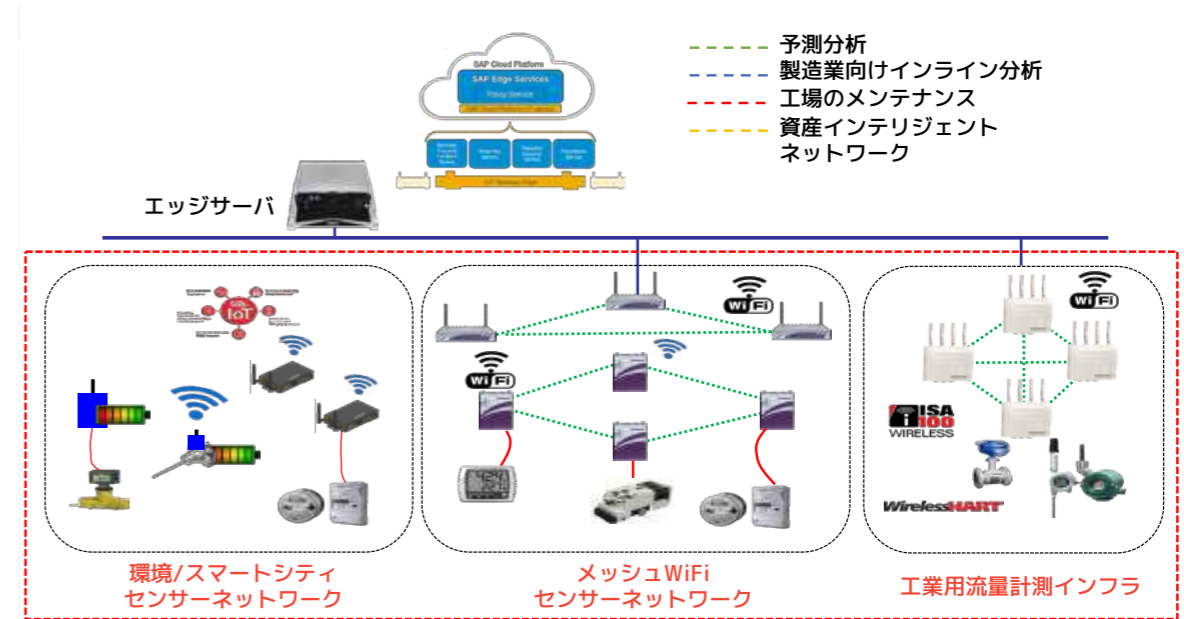 SAP Cloud Platform
SAP Edge Services
Policy Service
予測分析
製造業向けインライン分析
工場のメンテナンス
資産インテリジェント
ネットワーク
エッジサーバ
IoT
WiFi
WiFi
WiFi
ISA
100
WIRELESS
WirelessHART
環境/スマートシティ
センサーネットワーク
メッシュWiFi
センサーネットワーク
工業用流量計測インフラ